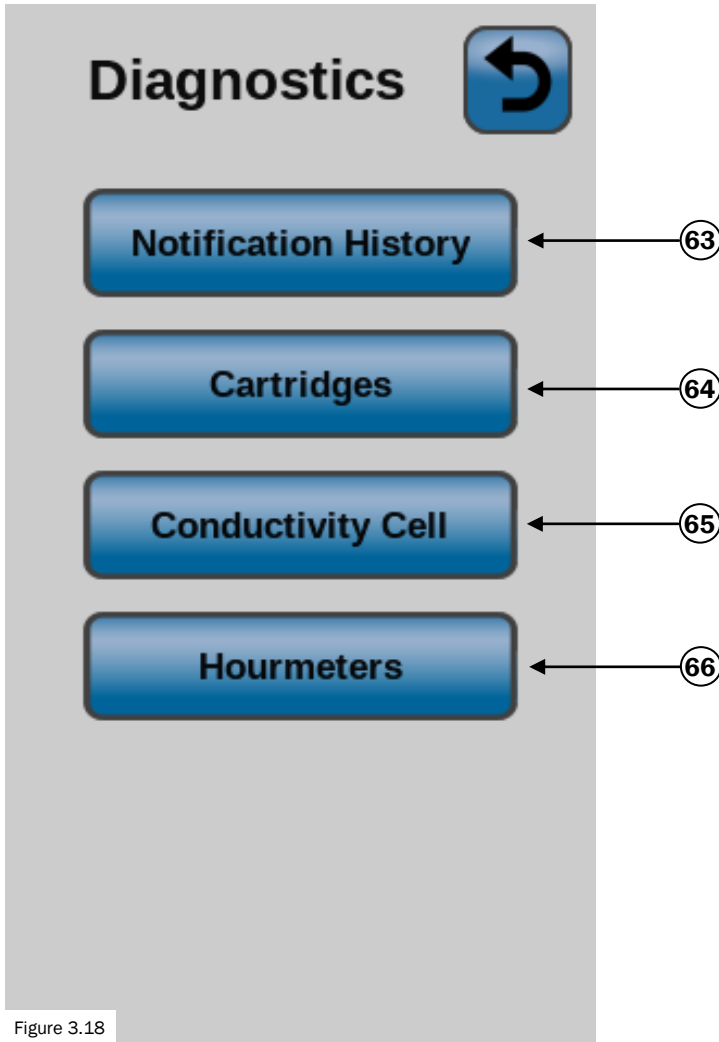 Diagnostics
Notification History
63
Cartridges
64
Conductivity Cell
65
Hourmeters
66
Figure 3.18